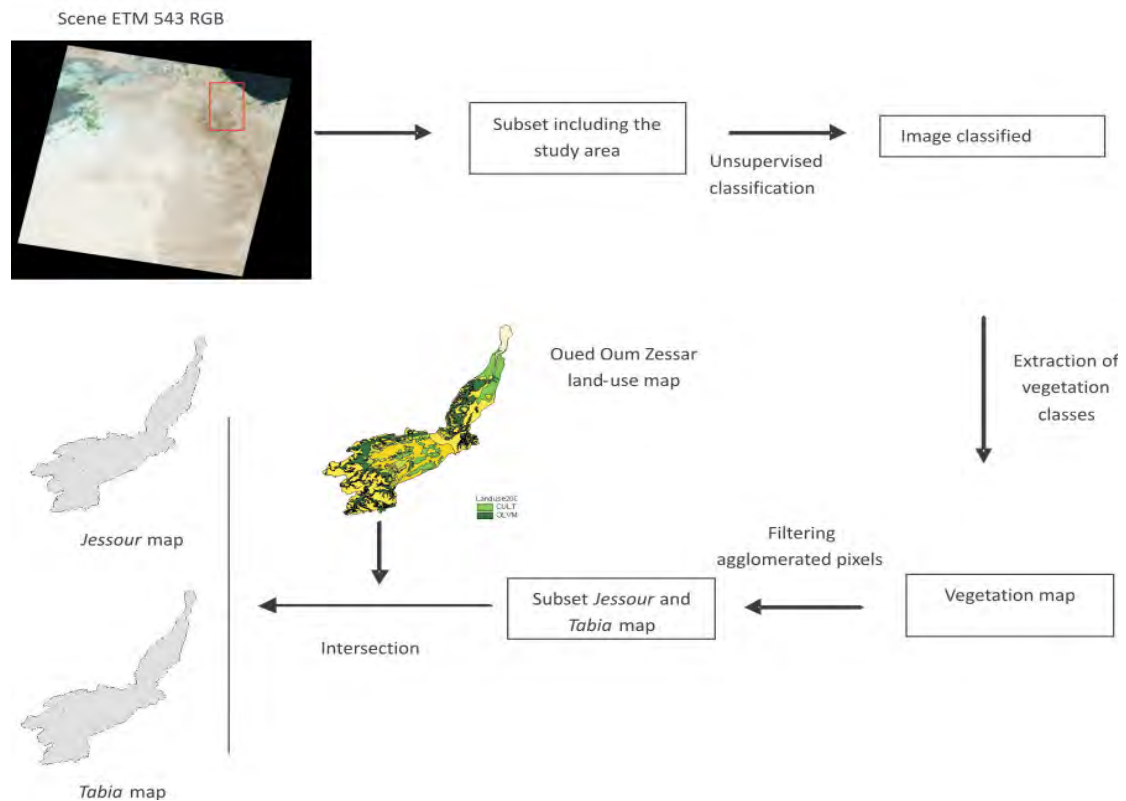 Scene ETM 543 RGB
Subset including the
study area
Unsupervised
classification
Image classified
Extraction of
vegetation
classes
Oued Oum Zessar
land-use map
CULT
Jessour map
Filtering
agglomerated pixels
Vegetation map
Subset Jessour and
Tabia map
Intersection
Tabia map